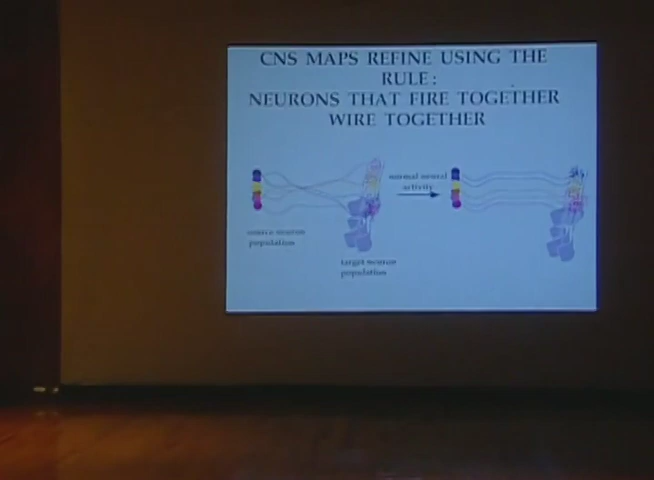 CNS MAPS REFINE USING THE
RULE:
NEURONS THAT FIRE TOGETHER
WIRE TOGETHER
normal neural
activity
source neuron
population
target neuron
population